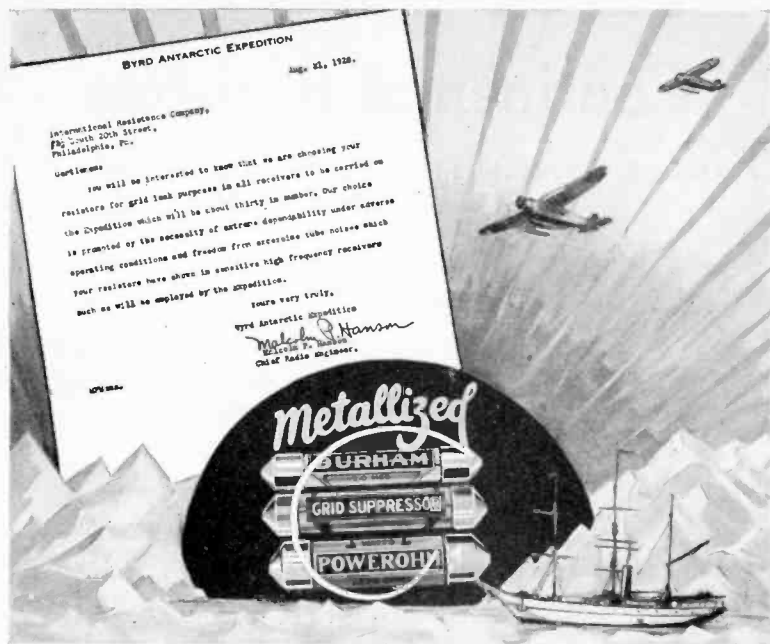 BYRD ANTARCTIC EXPEDITION
Aug. 21, 1928.
International Resistance Company,
South 20th Street,
Philadelphia, Pa.
Gentlemen:
You will be interested to know that we are choosing your
resistors for grid leak purposes in all receivers to be carried on
the Expedition which will be about thirty in number. Our choice
is prompted by the necessity of extreme dependability under adverse
operating conditions and freedom from excessive tube noises which
your resistors have shown in sensitive high frequency receivers
such as will be employed by the Expedition.
Yours very truly,
Byrd Antarctic Expedition
Malcolm P. Hanson
Malcolm P. Hanson
Chief Radio Engineer.
Metallized
DURHAM
GRID SUPPRESSOR
POWEROHM